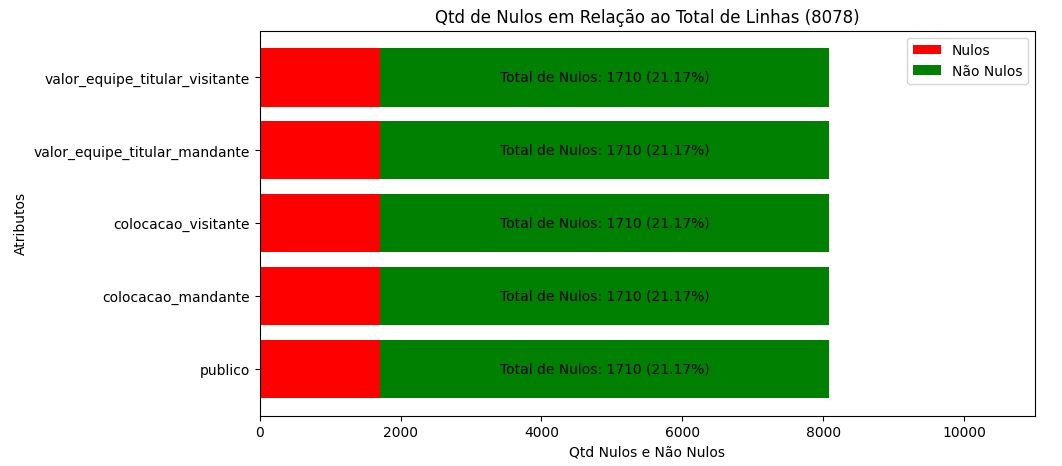 Qtd de Nulos em Relação ao Total de Linhas (8078)
Nulos
Não Nulos
valor_equipe_titular_visitante
Total de Nulos: 1710 (21.17%)
valor_equipe_titular_mandante
Total de Nulos: 1710 (21.17%)
colocacao_visitante
Total de Nulos: 1710 (21.17%)
colocacao_mandante
Total de Nulos: 1710 (21.17%)
publico
Total de Nulos: 1710 (21.17%)
Atributos
0 2000 4000 6000 8000 10000
Qtd Nulos e Não Nulos